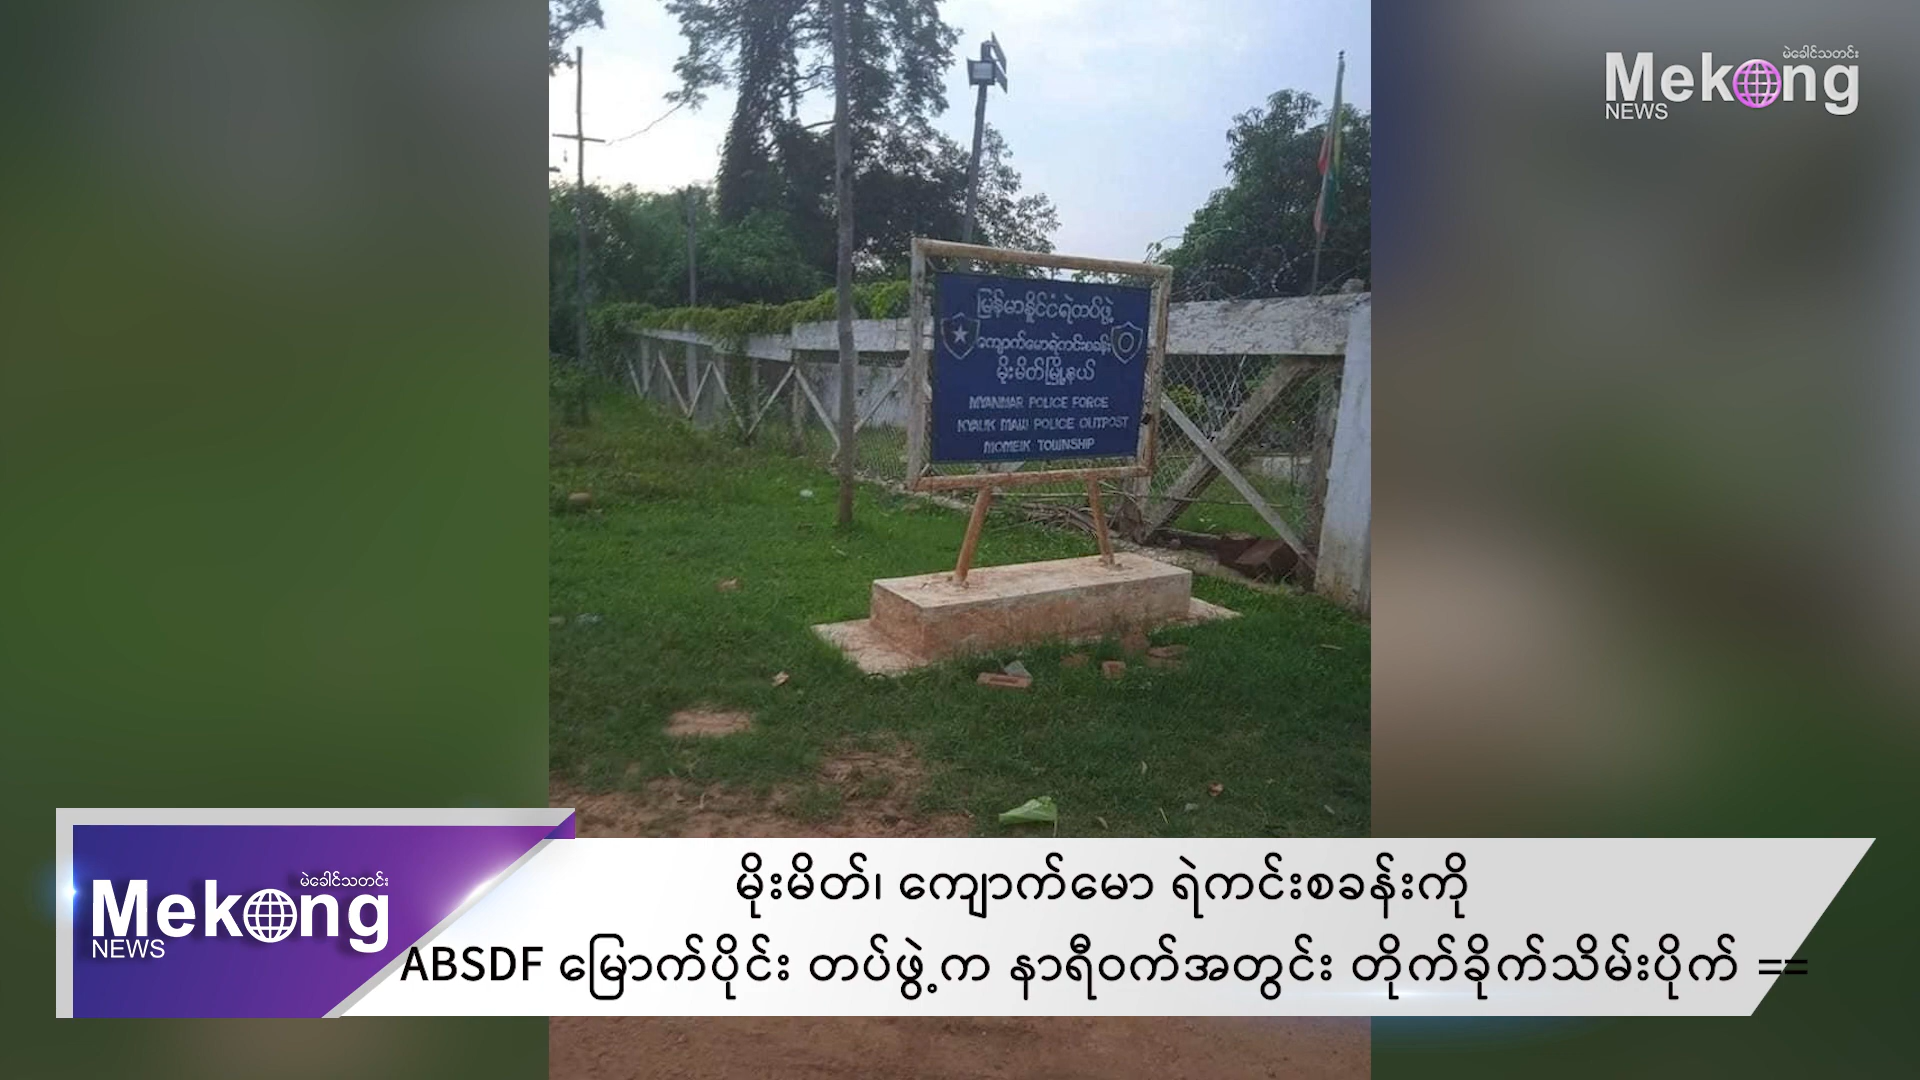 မဲခေါင်သတင်း
Mekong
NEWS
မြန်မာနိုင်ငံရဲတပ်ဖွဲ့
ကျောက်မောရဲကင်းစခန်း
မိုးမိတ်မြို့နယ်
MYANMAR POLICE FORCE
KYAUK MAW POLICE OUTPOST
MOMEIK TOWNSHIP
မဲခေါင်သတင်း
Mekong
NEWS
မိုးမိတ်၊ ကျောက်မော ရဲကင်းစခန်းကို
ABSDF မြောက်ပိုင်း တပ်ဖွဲ့က နာရီဝက်အတွင်း တိုက်ခိုက်သိမ်းပိုက် ==